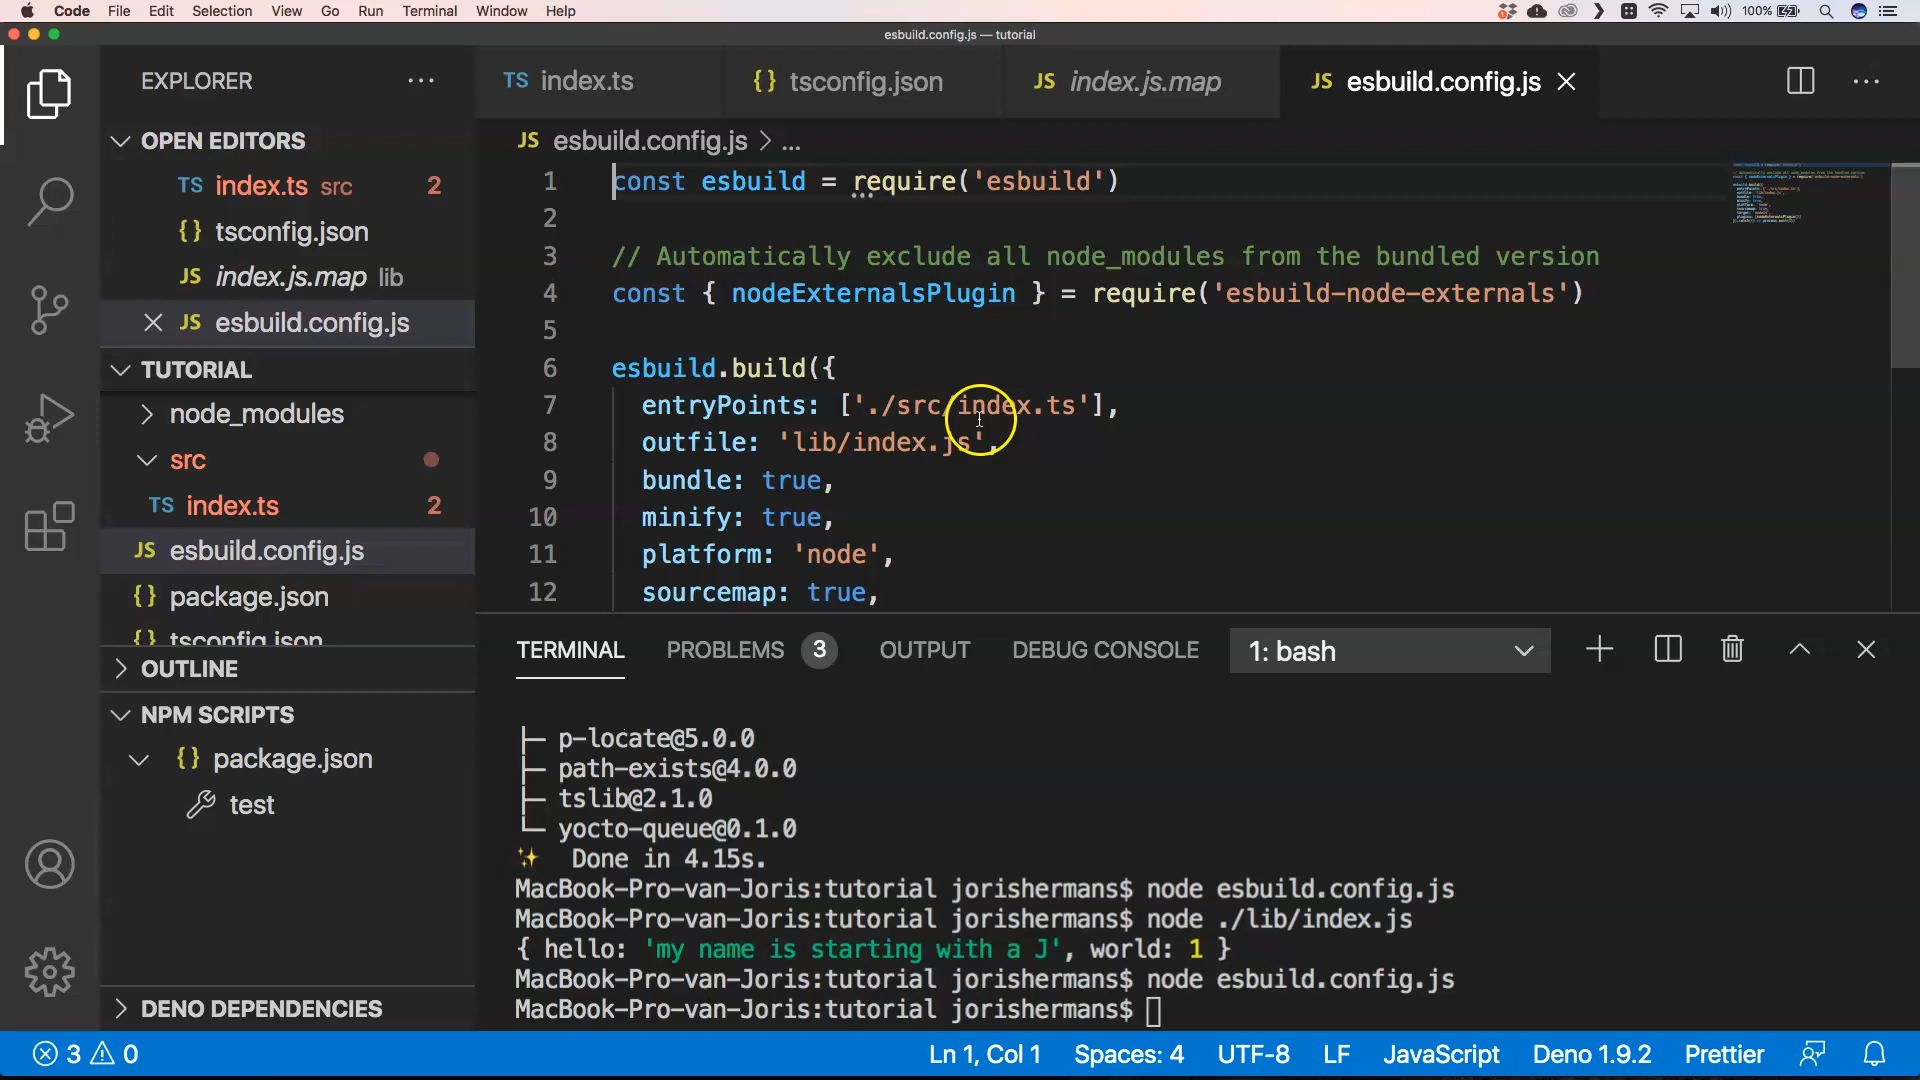 Code File Edit Selection View Go Run Terminal Window Help 100%
esbuild.config.js — tutorial
EXPLORER
OPEN EDITORS
TS index.ts src 2
{} tsconfig.json
JS index.js.map lib
JS esbuild.config.js
TUTORIAL
node_modules
src
TS index.ts 2
JS esbuild.config.js
{} package.json
{} tsconfig.json
OUTLINE
NPM SCRIPTS
{} package.json
test
DENO DEPENDENCIES
TS index.ts {} tsconfig.json JS index.js.map JS esbuild.config.js
JS esbuild.config.js > ...
1 const esbuild = require('esbuild')
2
3 // Automatically exclude all node_modules from the bundled version
4 const { nodeExternalsPlugin } = require('esbuild-node-externals')
5
6 esbuild.build({
7 entryPoints: ['./src/index.ts'],
8 outfile: 'lib/index.js',
9 bundle: true,
10 minify: true,
11 platform: 'node',
12 sourcemap: true,
TERMINAL PROBLEMS 3 OUTPUT DEBUG CONSOLE 1: bash
├─ p-locate@5.0.0
├─ path-exists@4.0.0
├─ tslib@2.1.0
└─ yocto-queue@0.1.0
✨ Done in 4.15s.
MacBook-Pro-van-Joris:tutorial jorishermans$ node esbuild.config.js
MacBook-Pro-van-Joris:tutorial jorishermans$ node ./lib/index.js
{ hello: 'my name is starting with a J', world: 1 }
MacBook-Pro-van-Joris:tutorial jorishermans$ node esbuild.config.js
MacBook-Pro-van-Joris:tutorial jorishermans$
3 0 Ln 1, Col 1 Spaces: 4 UTF-8 LF JavaScript Deno 1.9.2 Prettier